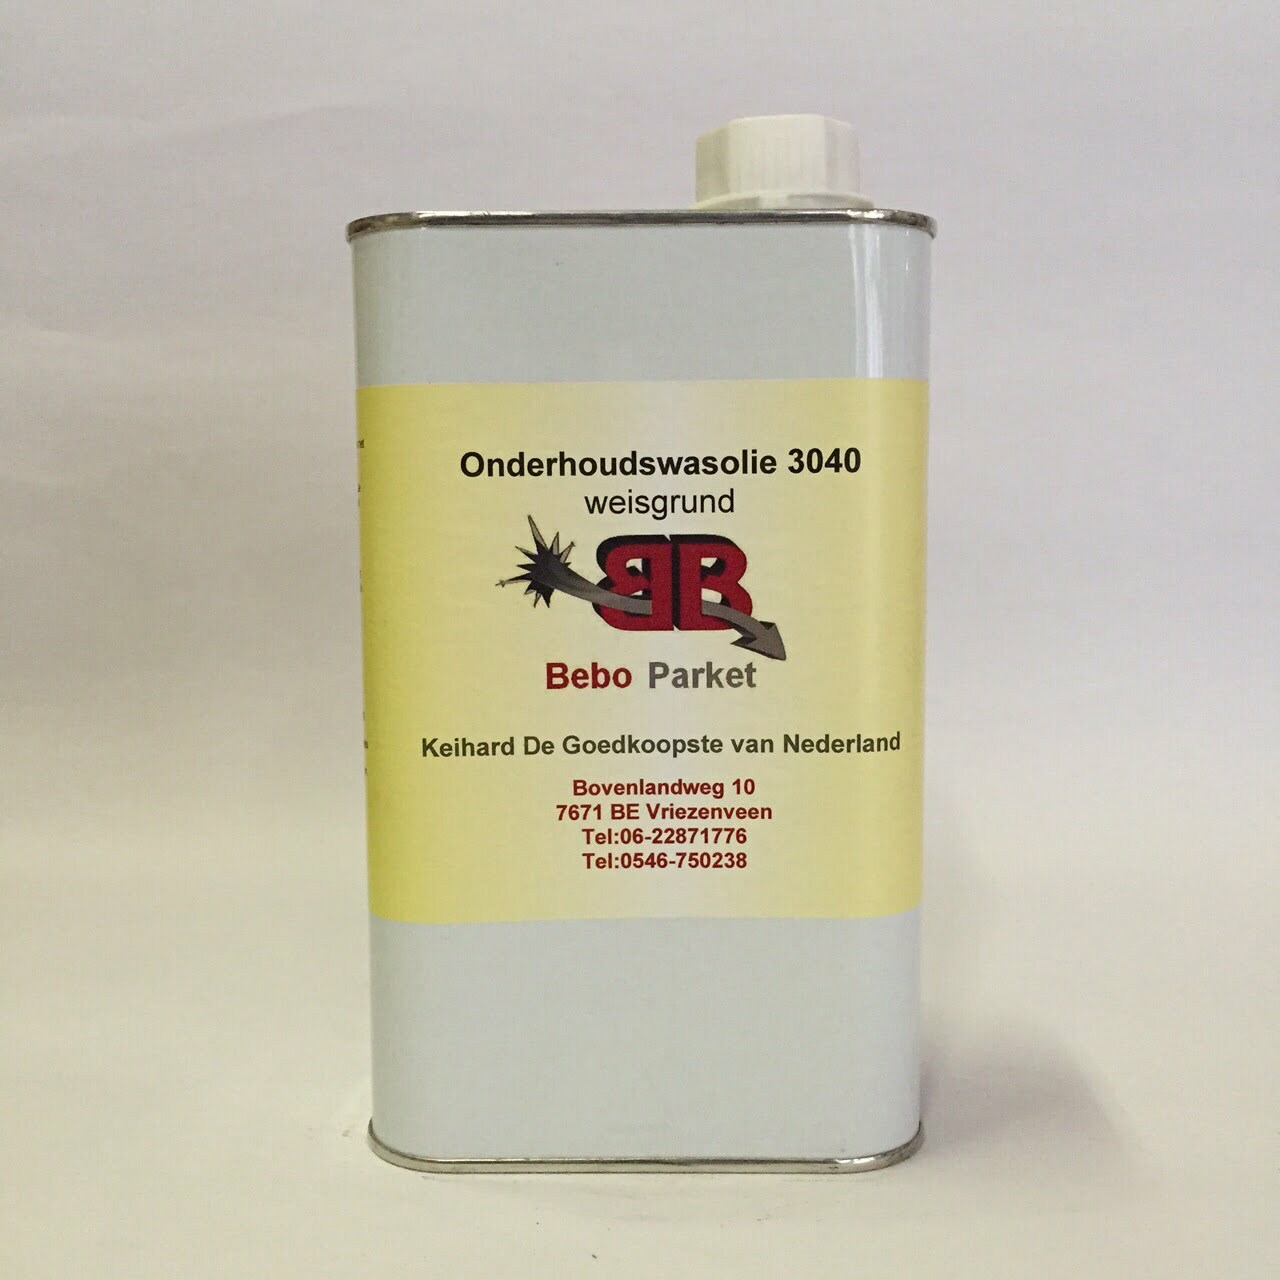 Onderhoudswasolie 3040
weisgrund
BB
Bebo Parket
Keihard De Goedkoopste van Nederland
Bovenlandweg 10
7671 BE Vriezenveen
Tel:06-22871776
Tel:0546-750238